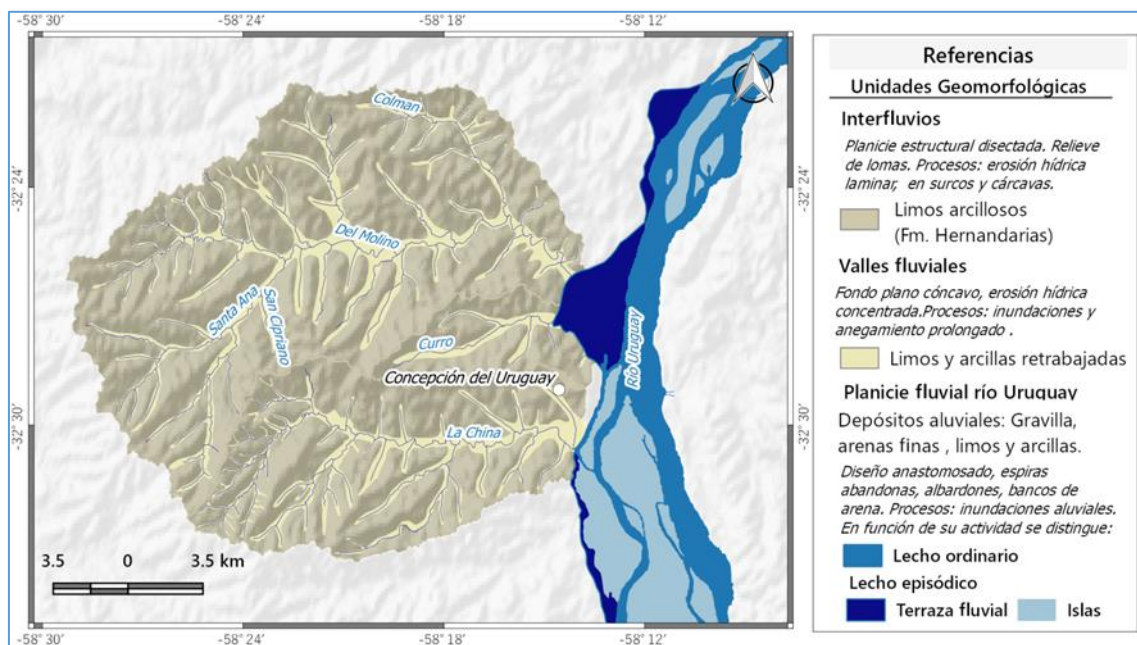 -58° 30'
-58° 24'
-58° 18'
-58° 12'
-32° 24'
-32° 24'
-32° 30'
-32° 30'
Colman
Del Molino
Santa Ana
San Cipriano
Curro
Concepción del Uruguay
La China
Río Uruguay
3.5 0 3.5 km
-58° 30'
-58° 24'
-58° 18'
-58° 12'
Referencias
Unidades Geomorfológicas
Interfluvios
Planicie estructural disectada. Relieve
de lomas. Procesos: erosión hídrica
laminar, en surcos y cárcavas.
Limos arcillosos
(Fm. Hernandarias)
Valles fluviales
Fondo plano cóncavo, erosión hídrica
concentrada.Procesos: inundaciones y
anegamiento prolongado .
Limos y arcillas retrabajadas
Planicie fluvial río Uruguay
Depósitos aluviales: Gravilla,
arenas finas , limos y arcillas.
Diseño anastomosado, espiras
abandonas, albardones, bancos de
arena. Procesos: inundaciones aluviales.
En función de su actividad se distingue:
Lecho ordinario
Lecho episódico
Terraza fluvial Islas